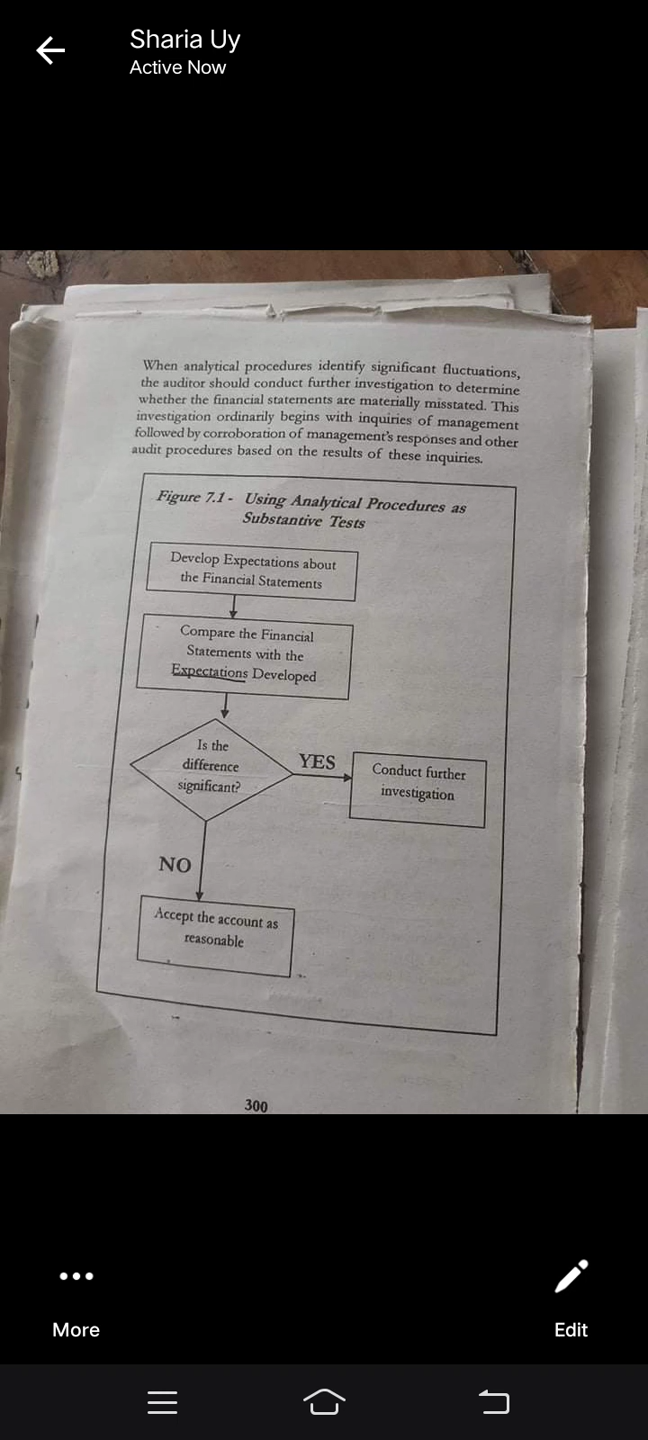 Sharia Uy
Active Now
When analytical procedures identify significant fluctuations,
the auditor should conduct further investigation to determine
whether the financial statements are materially misstated. This
investigation ordinarily begins with inquiries of management
followed by corroboration of management's responses and other
audit procedures based on the results of these inquiries.
Figure 7.1 - Using Analytical Procedures as
Substantive Tests
Develop Expectations about
the Financial Statements
Compare the Financial
Statements with the
Expectations Developed
Is the
difference
significant?
YES
Conduct further
investigation
NO
Accept the account as
reasonable
300
More
Edit